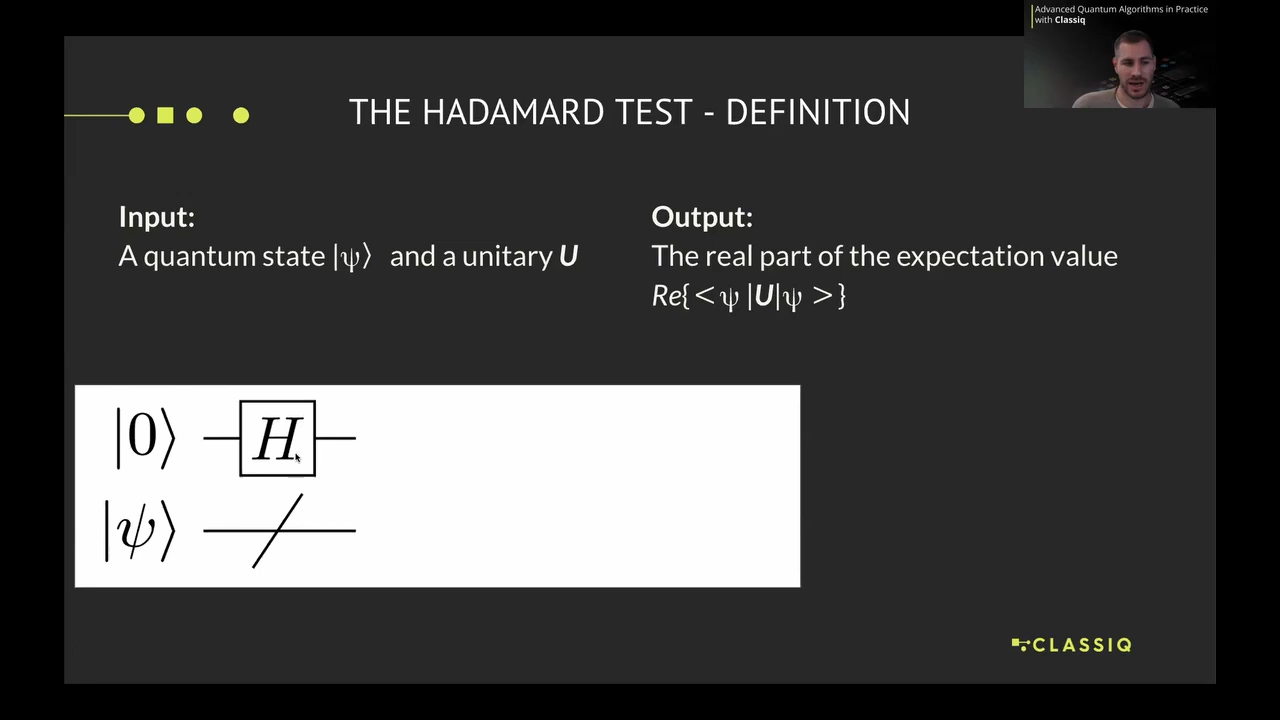 Advanced Quantum Algorithms in Practice
with Classiq
THE HADAMARD TEST - DEFINITION
Input:
A quantum state |ψ⟩ and a unitary U
Output:
The real part of the expectation value
Re{<ψ|U|ψ>}
|0⟩ H
|ψ⟩
CLASSIQ